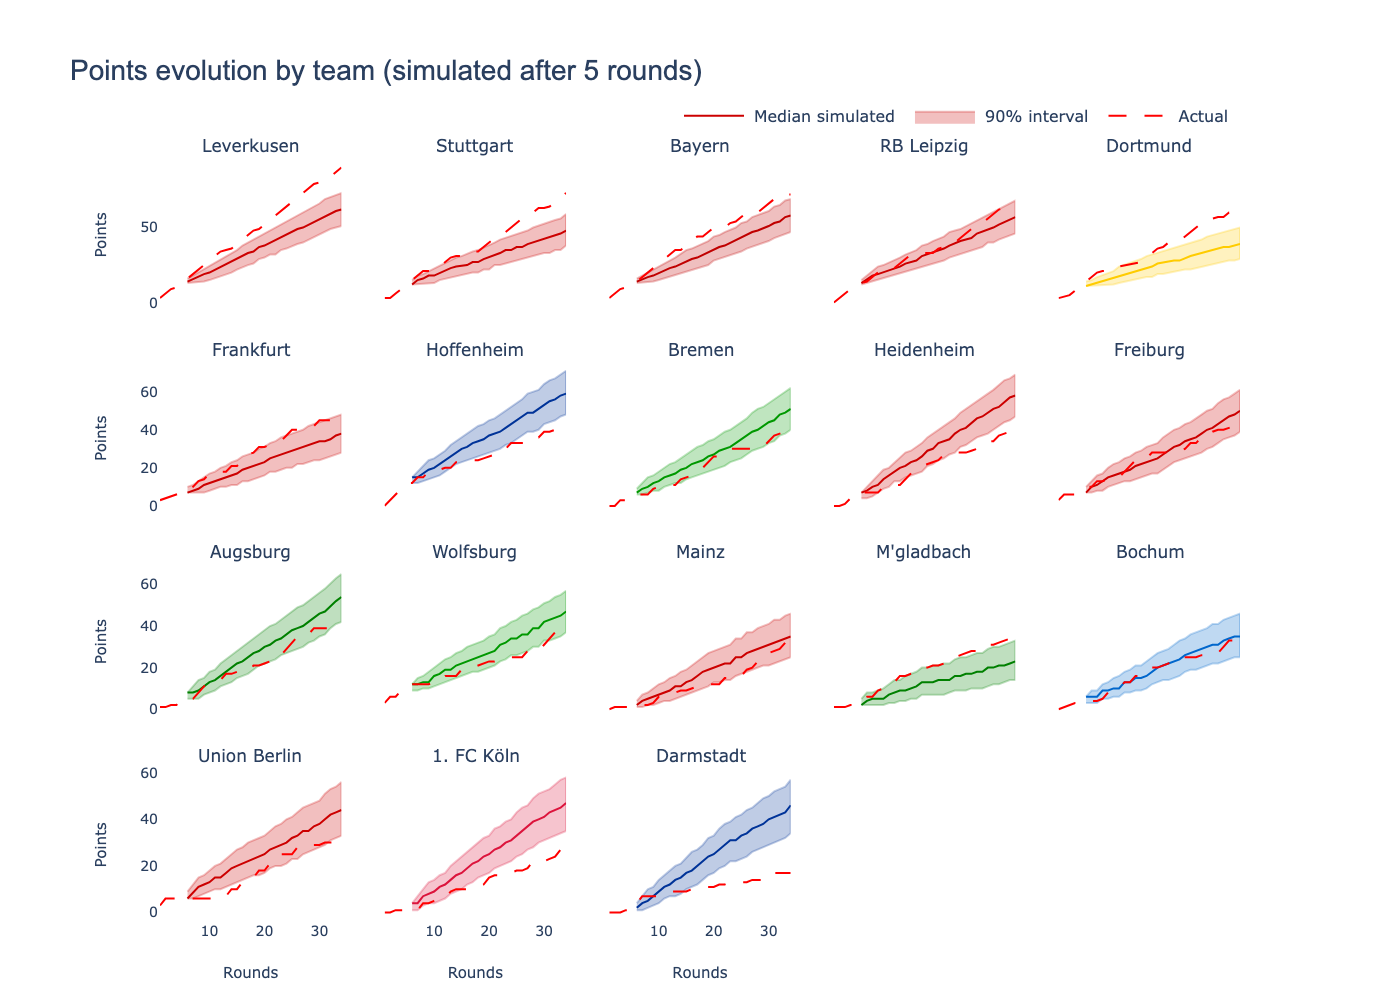 Points evolution by team (simulated after 5 rounds)
Median simulated 90% interval Actual
Leverkusen Stuttgart Bayern RB Leipzig Dortmund
Points
50
0
Frankfurt Hoffenheim Bremen Heidenheim Freiburg
Points
60
40
20
0
Augsburg Wolfsburg Mainz M'gladbach Bochum
Points
60
40
20
0
Union Berlin 1. FC Köln Darmstadt
Points
60
40
20
0
10 20 30 10 20 30 10 20 30
Rounds Rounds Rounds